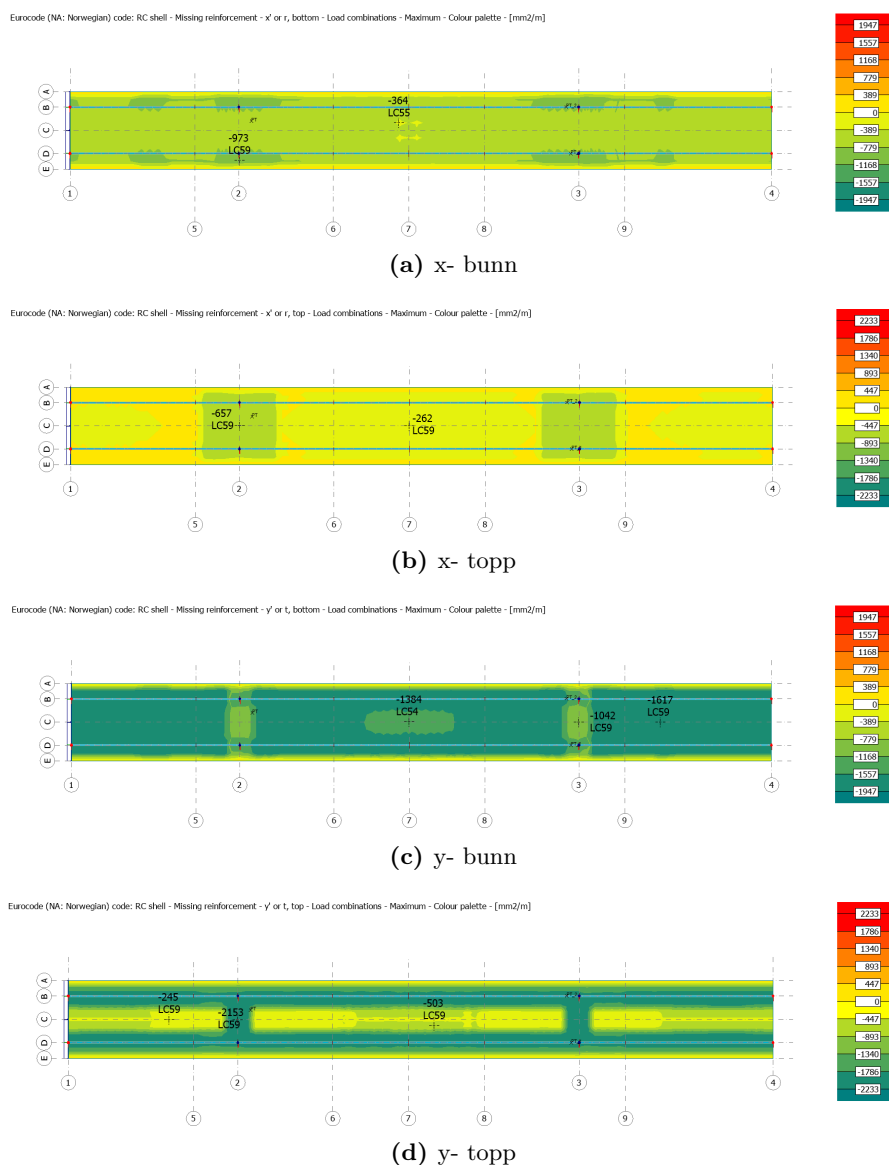 Eurocode (NA: Norwegian) code: RC shell - Missing reinforcement - x' or r, bottom - Load combinations - Maximum - Colour palette - [mm2/m]
1947
1557
1168
779
389
0
-389
-779
-1168
-1557
-1947
A
B
C
D
E
-364
LC55
-973
LC59
1
2
3
4
5
6
7
8
9
(a) x- bunn
Eurocode (NA: Norwegian) code: RC shell - Missing reinforcement - x' or r, top - Load combinations - Maximum - Colour palette - [mm2/m]
2233
1786
1340
893
447
0
-447
-893
-1340
-1786
-2233
A
B
C
D
E
-657
LC59
-262
LC59
1
2
3
4
5
6
7
8
9
(b) x- topp
Eurocode (NA: Norwegian) code: RC shell - Missing reinforcement - y' or t, bottom - Load combinations - Maximum - Colour palette - [mm2/m]
1947
1557
1168
779
389
0
-389
-779
-1168
-1557
-1947
A
B
C
D
E
-1384
LC54
-1042
LC59
-1617
LC59
1
2
3
4
5
6
7
8
9
(c) y- bunn
Eurocode (NA: Norwegian) code: RC shell - Missing reinforcement - y' or t, top - Load combinations - Maximum - Colour palette - [mm2/m]
2233
1786
1340
893
447
0
-447
-893
-1340
-1786
-2233
A
B
C
D
E
-245
LC59
-2153
LC59
-503
LC59
1
2
3
4
5
6
7
8
9
(d) y- topp